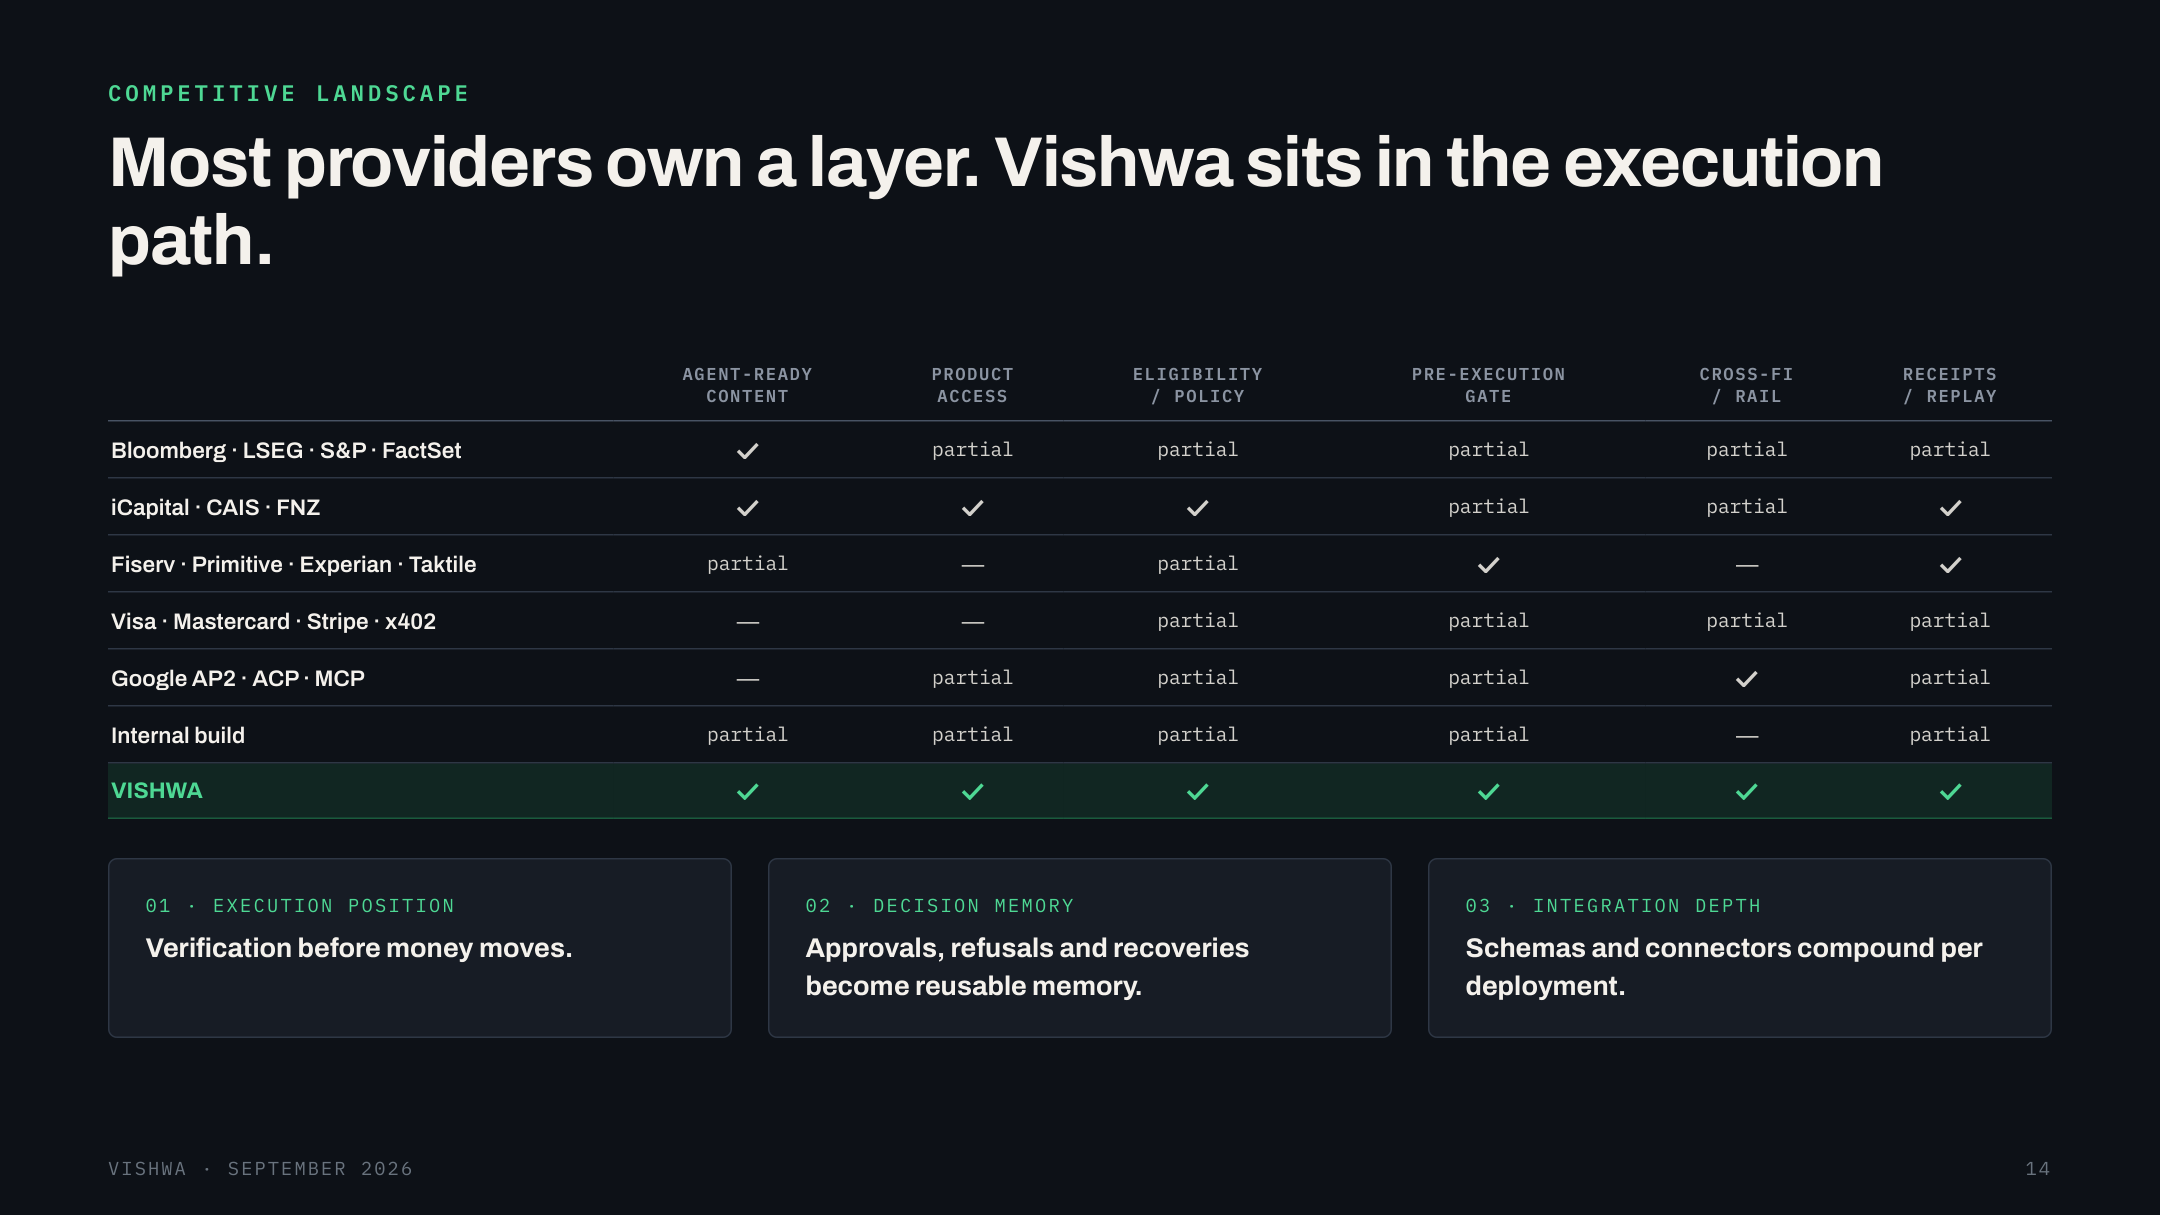 COMPETITIVE LANDSCAPE
Most providers own a layer. Vishwa sits in the execution
path.
AGENT-READY CONTENT PRODUCT ACCESS ELIGIBILITY / POLICY PRE-EXECUTION GATE CROSS-FI / RAIL RECEIPTS / REPLAY
Bloomberg · LSEG · S&P · FactSet ✓ partial partial partial partial partial
iCapital · CAIS · FNZ ✓ ✓ ✓ partial partial ✓
Fiserv · Primitive · Experian · Taktile partial — partial ✓ — ✓
Visa · Mastercard · Stripe · x402 — — partial partial partial partial
Google AP2 · ACP · MCP — partial partial partial ✓ partial
Internal build partial partial partial partial — partial
VISHWA ✓ ✓ ✓ ✓ ✓ ✓
01 · EXECUTION POSITION
Verification before money moves.
02 · DECISION MEMORY
Approvals, refusals and recoveries
become reusable memory.
03 · INTEGRATION DEPTH
Schemas and connectors compound per
deployment.
VISHWA · SEPTEMBER 2026
14